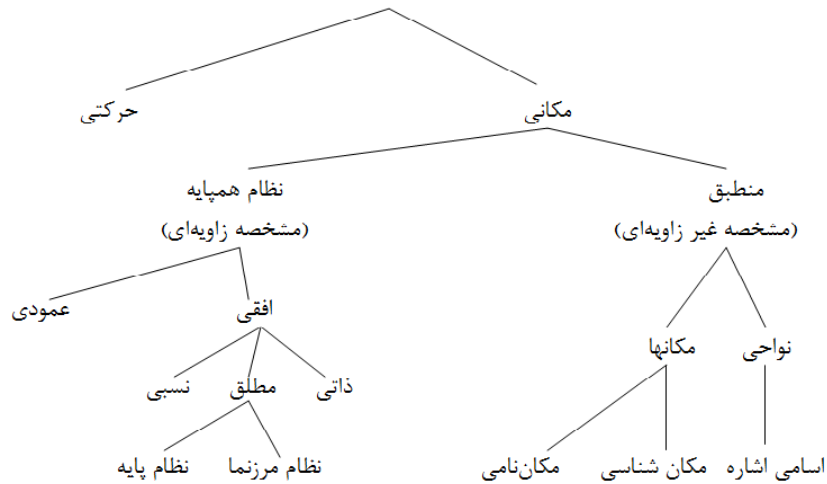 مکانی
حرکتی
منطبق
نظام همپایه
(مشخصه غیر زاویه‌ای)
(مشخصه زاویه‌ای)
افقی
عمودی
نواحی
مکانها
ذاتی
مطلق
نسبی
اسامی اشاره
مکان شناسی
مکان‌نامی
نظام مرزنما
نظام پایه